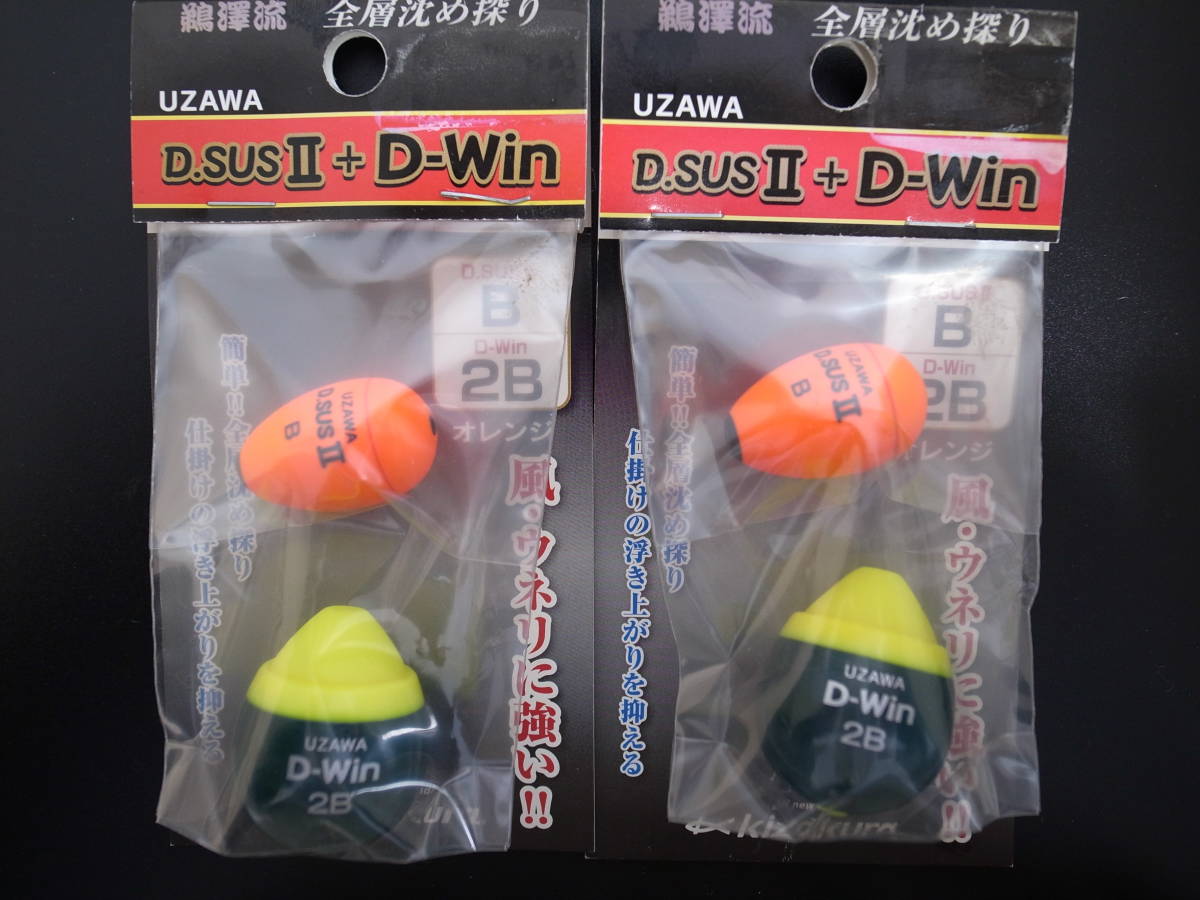 鵜澤流 全層沈め探り
UZAWA
D.SUS II + D-Win
D.SUS II
B
D-Win
2B
オレンジ
簡単!!全層沈め探り
仕掛けの浮き上がりを抑える
風・ウネリに強い!!
UZAWA
D.SUS II
B
UZAWA
D-Win
2B
鵜澤流 全層沈め探り
UZAWA
D.SUS II + D-Win
D.SUS II
B
D-Win
2B
オレンジ
簡単!!全層沈め探り
仕掛けの浮き上がりを抑える
風・ウネリに強い!!
UZAWA
D.SUS II
B
UZAWA
D-Win
2B
new
kizakura